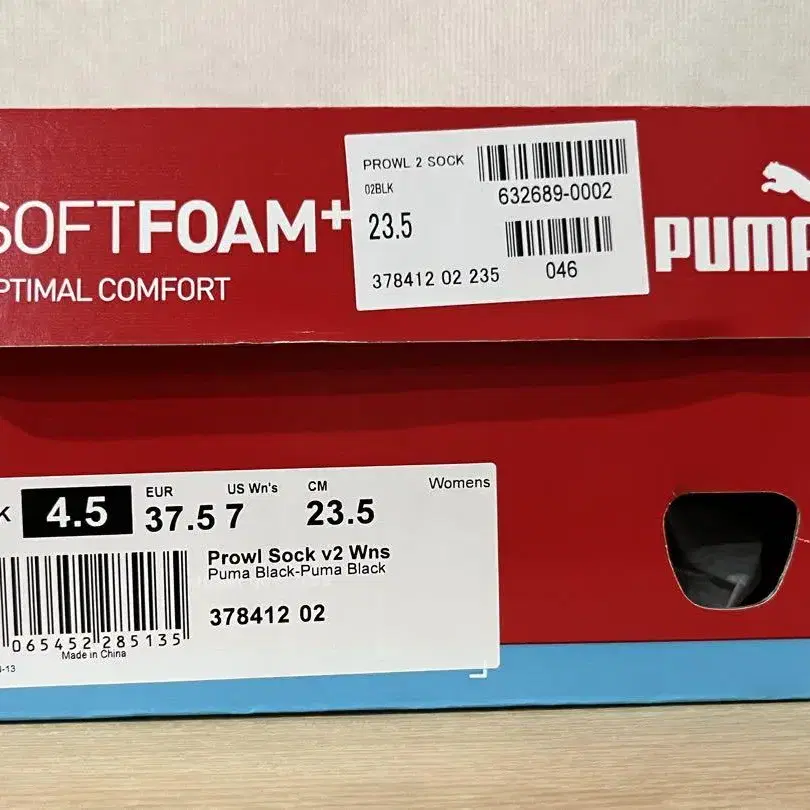 SOFTFOAM+
PTIMAL COMFORT
PROWL 2 SOCK
02BLK
632689-0002
23.5
378412 02 235
046
PUMA
K 4.5
EUR
37.5
US Wn's
7
CM
23.5
Womens
Prowl Sock v2 Wns
Puma Black-Puma Black
378412 02
065452 285135
Made in China
-13